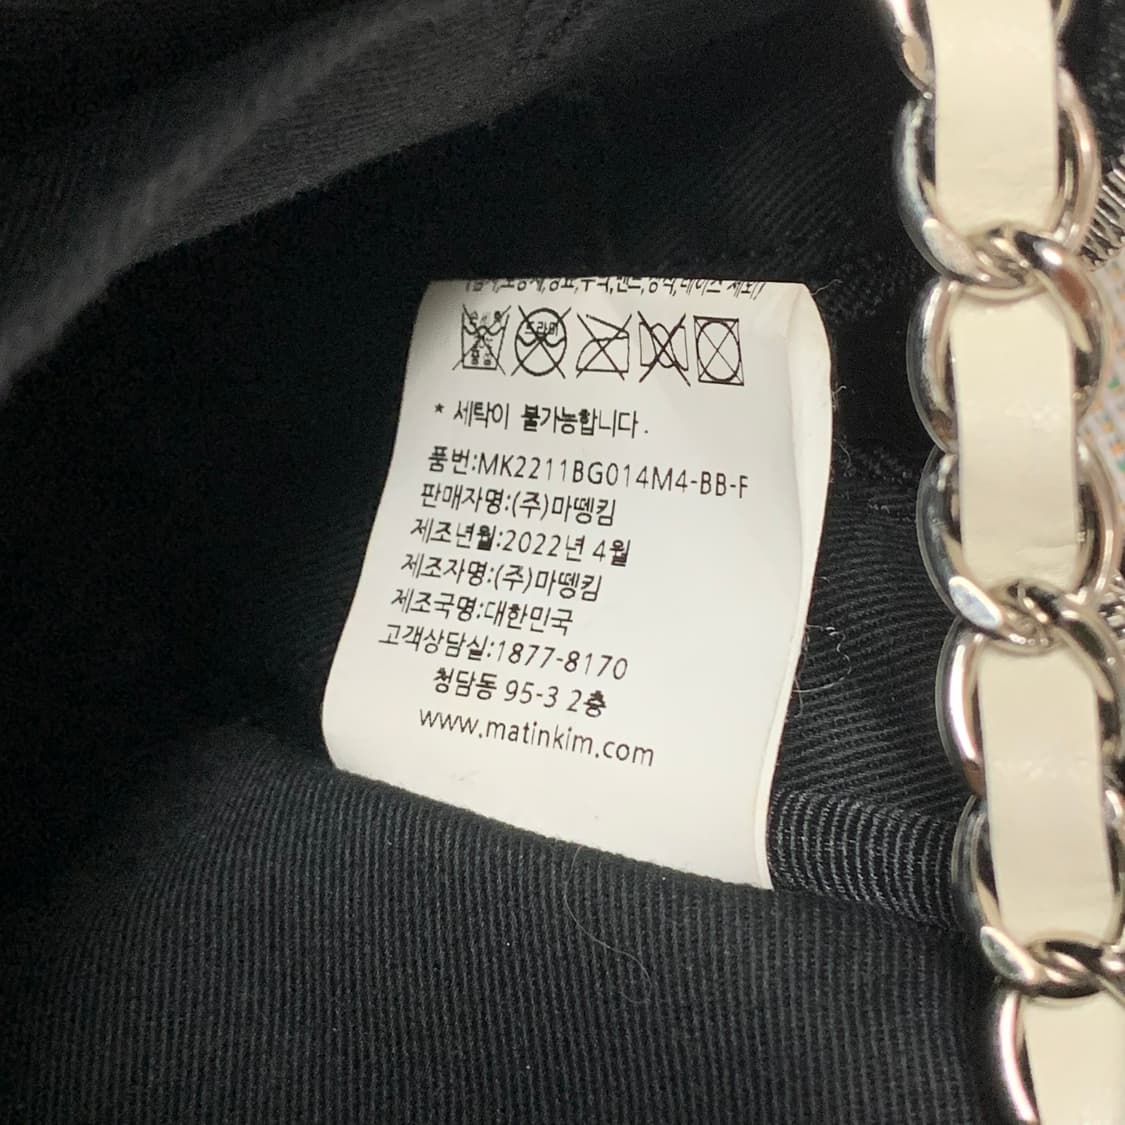 * 세탁이 불가능합니다.
품번:MK2211BG014M4-BB-F
판매자명:(주)마뗑킴
제조년월:2022년 4월
제조자명:(주)마뗑킴
제조국명:대한민국
고객상담실:1877-8170
청담동 95-3 2층
www.matinkim.com